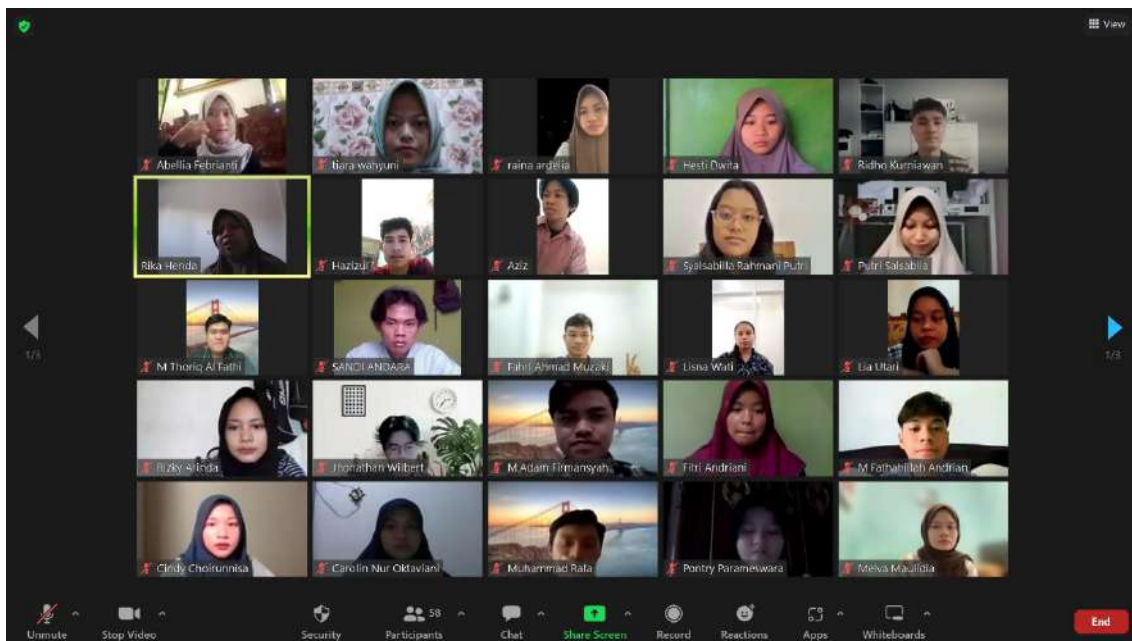 View
Abellia Febrianti
tiara wahyuni
raina ardelia
Hesti Dwita
Ridho Kurniawan
Rika Henda
Hazizul
Aziz
Syalsabilla Rahmani Putri
Putri Salsabila
M Thoriq Al Fathi
SANDI ANDARA
Fahri Ahmad Muzaki
Lisna Wati
Lia Utari
1/3
1/3
Rizky Alinda
Jhonathan Wilbert
M Adam Firmansyah
Fitri Andriani
M Fathahillah Andrian
Cindy Choirunnisa
Carolin Nur Oktaviani
Muhammad Rafa
Pontry Parameswara
Melva Maulidia
58
Unmute
Stop Video
Security
Participants
Chat
Share Screen
Record
Reactions
Apps
Whiteboards
End